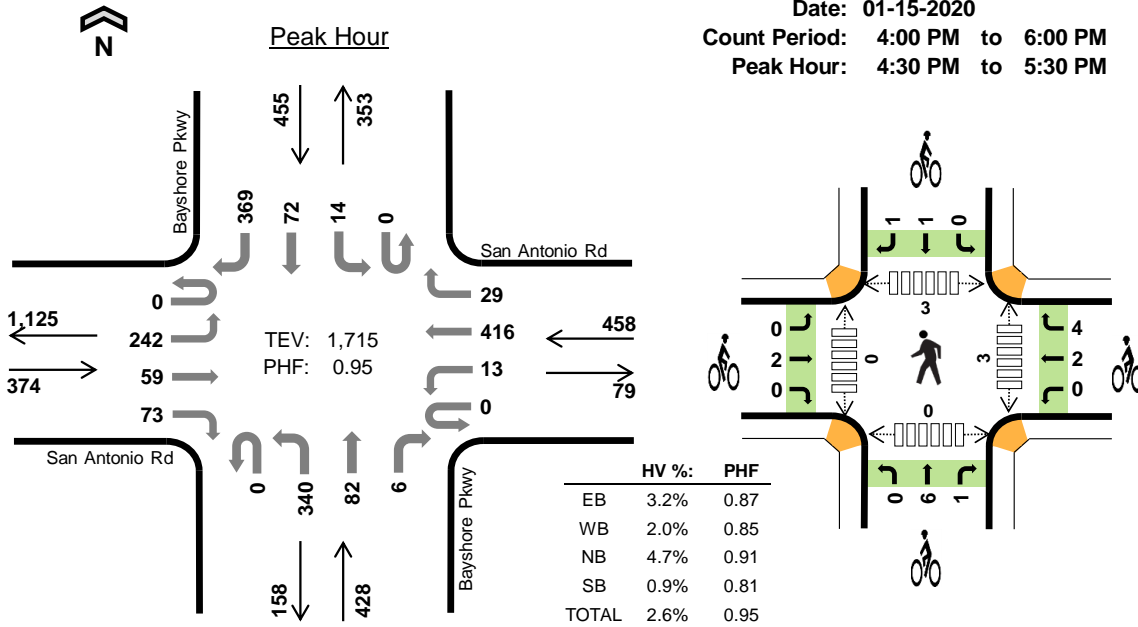 Date: 01-15-2020
Count Period: 4:00 PM to 6:00 PM
Peak Hour: 4:30 PM to 5:30 PM
N
Peak Hour
Bayshore Pkwy
455
353
369
72
14
0
San Antonio Rd
0
29
1,125
242
416
458
TEV: 1,715
PHF: 0.95
374
59
13
79
73
0
San Antonio Rd
0
340
82
6
Bayshore Pkwy
158
428
HV %: PHF
EB 3.2% 0.87
WB 2.0% 0.85
NB 4.7% 0.91
SB 0.9% 0.81
TOTAL 2.6% 0.95
1 1 0
3
0
2
0
0
3
4
2
0
0
0 6 1